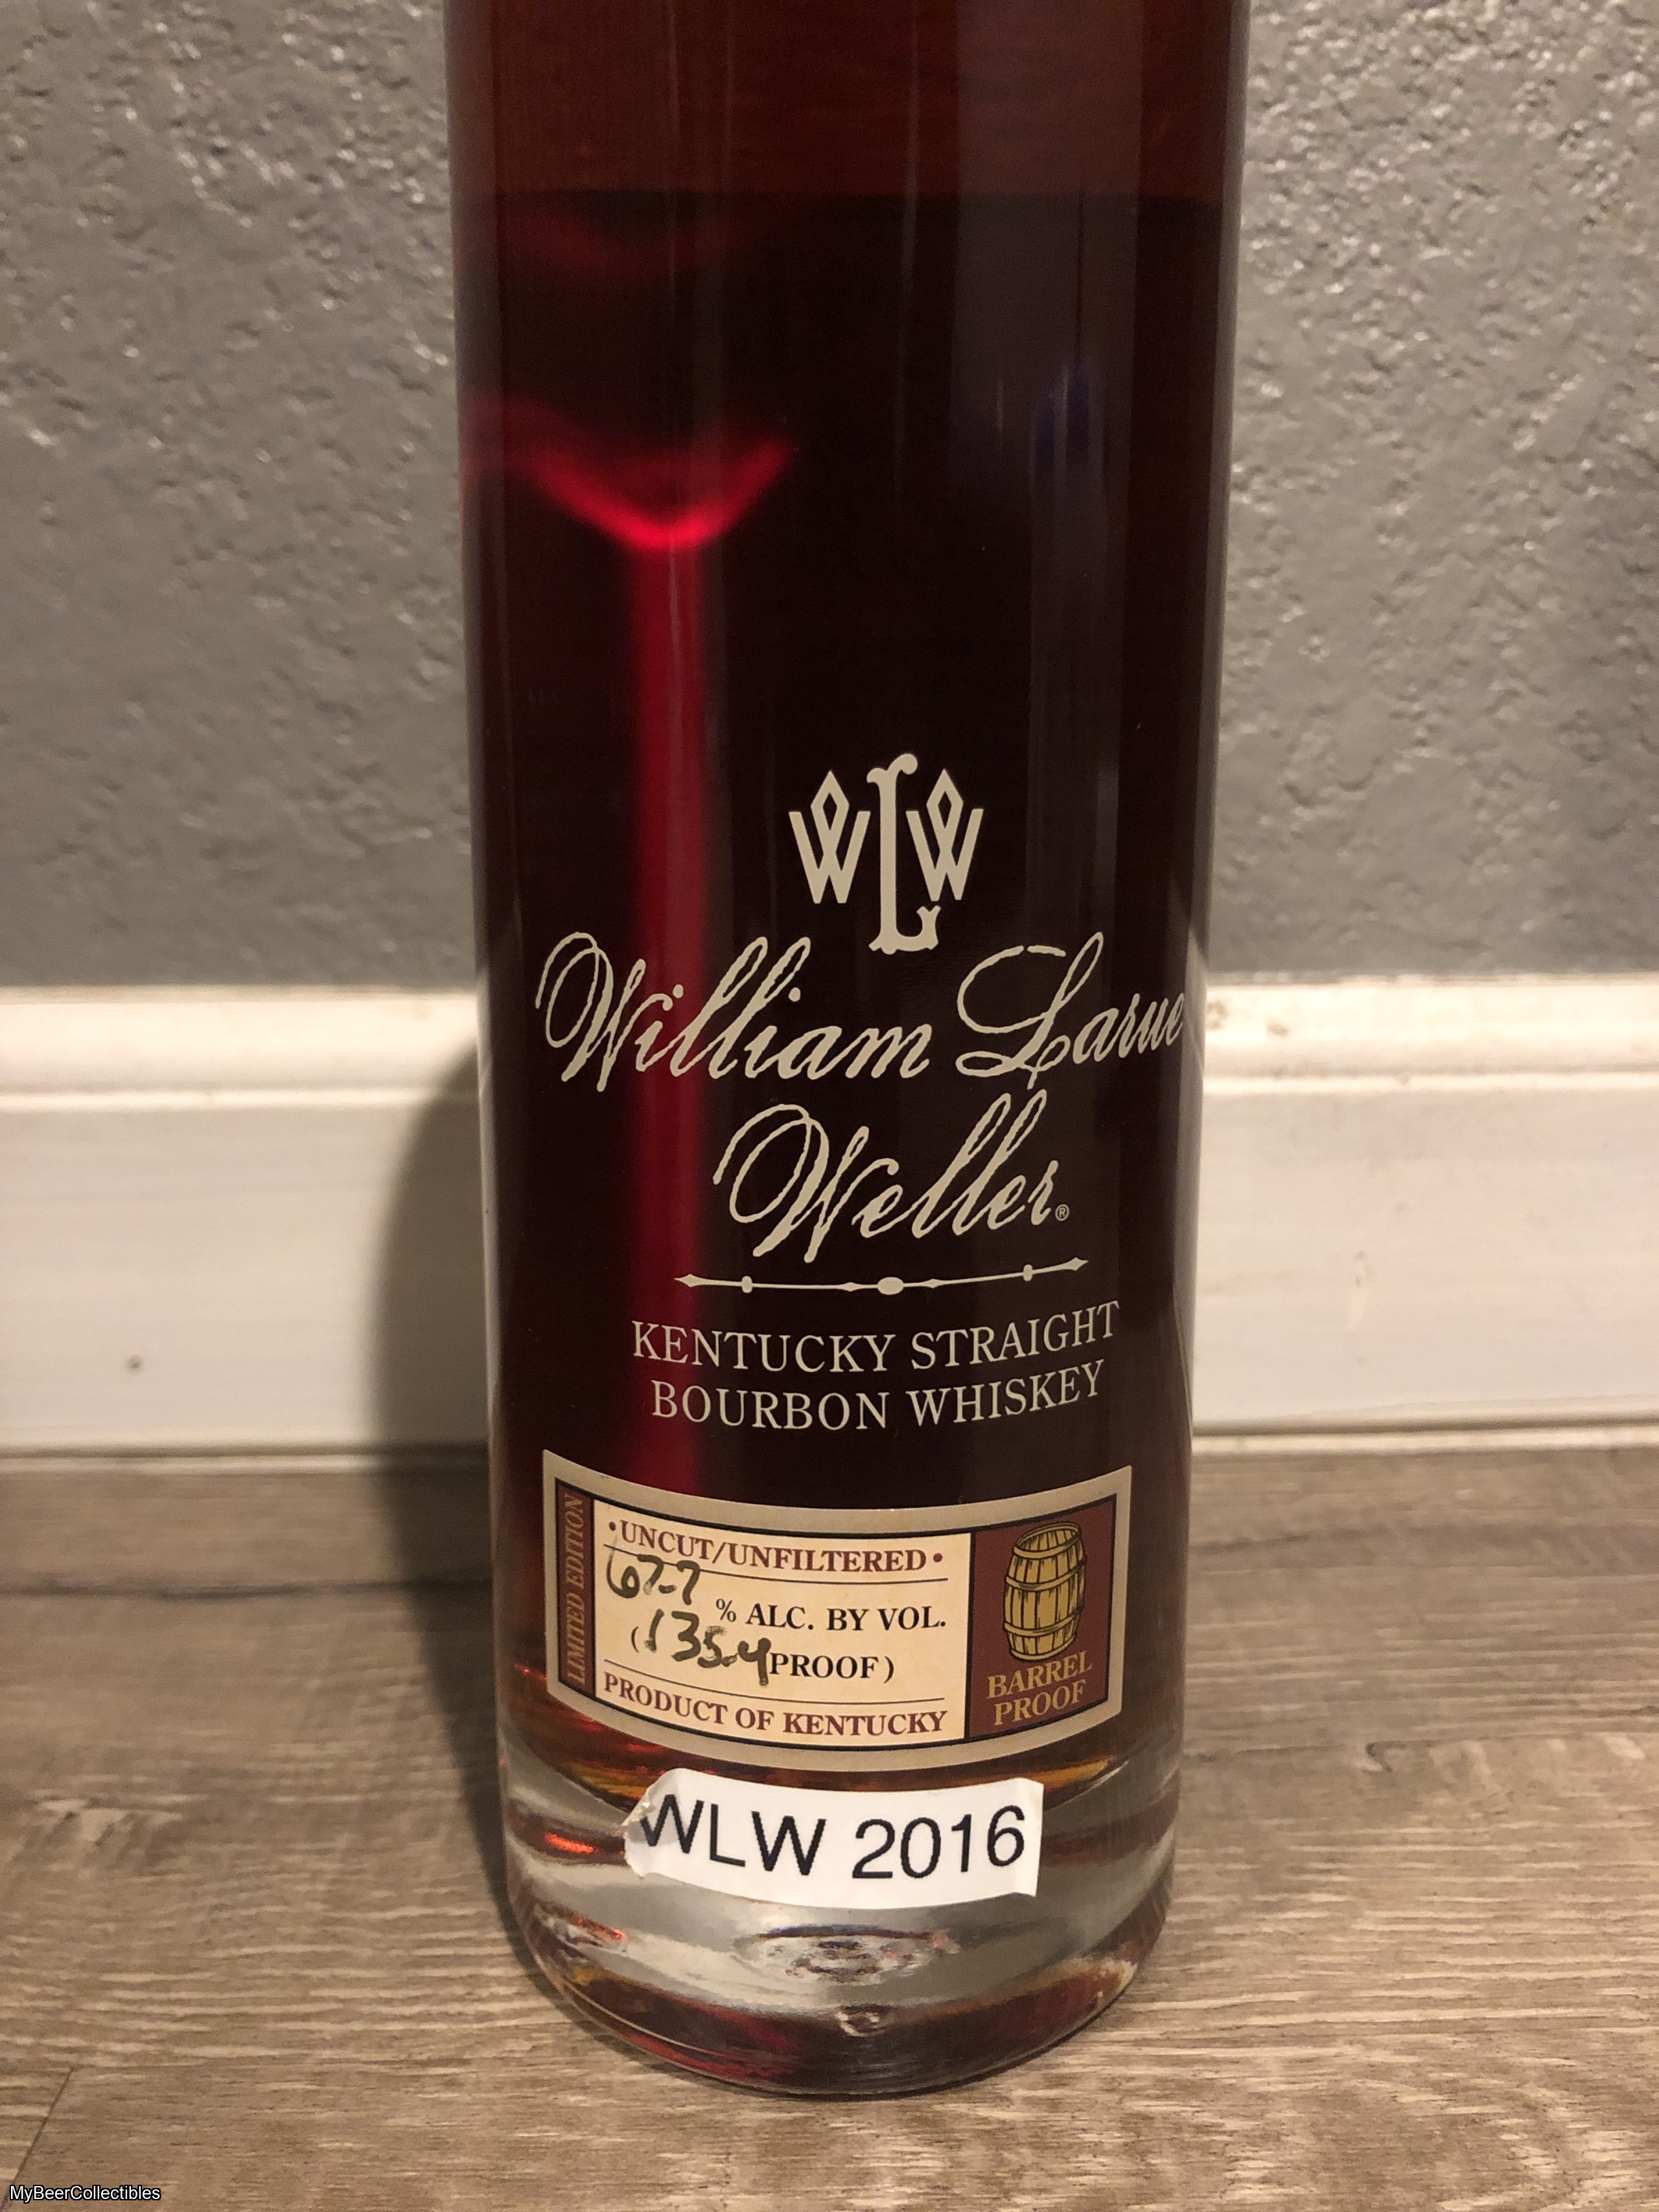 WLW
William Larue
Weller®
KENTUCKY STRAIGHT
BOURBON WHISKEY
LIMITED EDITION
•UNCUT/UNFILTERED•
67.7
% ALC. BY VOL.
(135.4 PROOF)
PRODUCT OF KENTUCKY
BARREL
PROOF
WLW 2016
MyBeerCollectibles